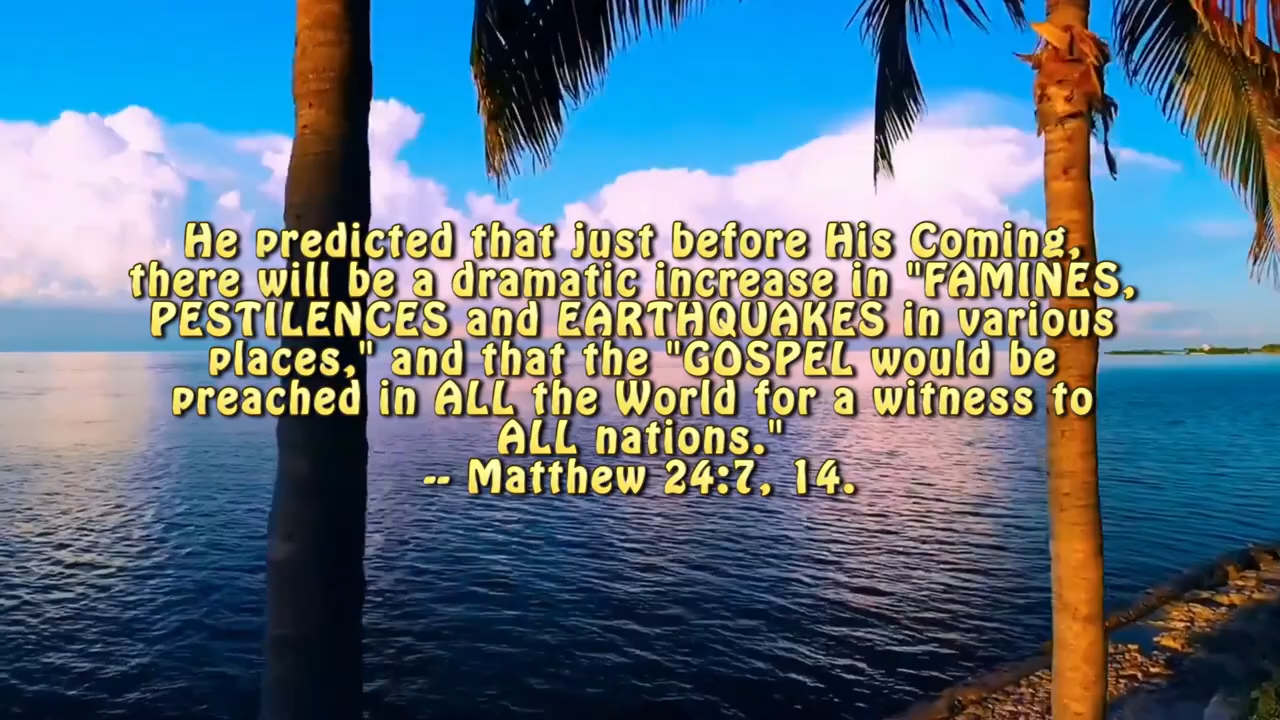 He predicted that just before His Coming,
there will be a dramatic increase in "FAMINES,
PESTILENCES and EARTHQUAKES in various
places," and that the "GOSPEL would be
preached in ALL the World for a witness to
ALL nations."
-- Matthew 24:7, 14.